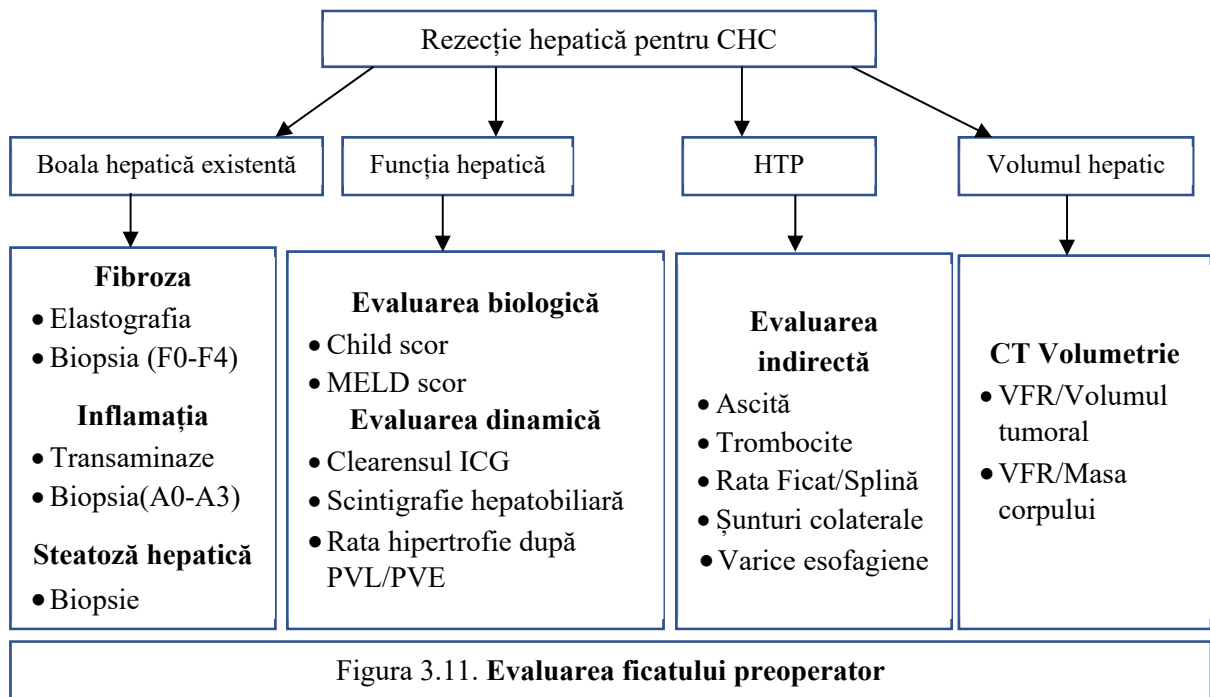 Rezecție hepatică pentru CHC
Boala hepatică existentă
Funcția hepatică
HTP
Volumul hepatic
Fibroza
• Elastografia
• Biopsia (F0-F4)
Inflamația
• Transaminaze
• Biopsia(A0-A3)
Steatoză hepatică
• Biopsie
Evaluarea biologică
• Child scor
• MELD scor
Evaluarea dinamică
• Clearensul ICG
• Scintigrafie hepatobiliară
• Rata hipertrofie după
PVL/PVE
Evaluarea
indirectă
• Ascită
• Trombocite
• Rata Ficat/Splină
• Șunturi colaterale
• Varice esofagiene
CT Volumetrie
• VFR/Volumul
tumoral
• VFR/Masa
corpului
Figura 3.11. Evaluarea ficatului preoperator